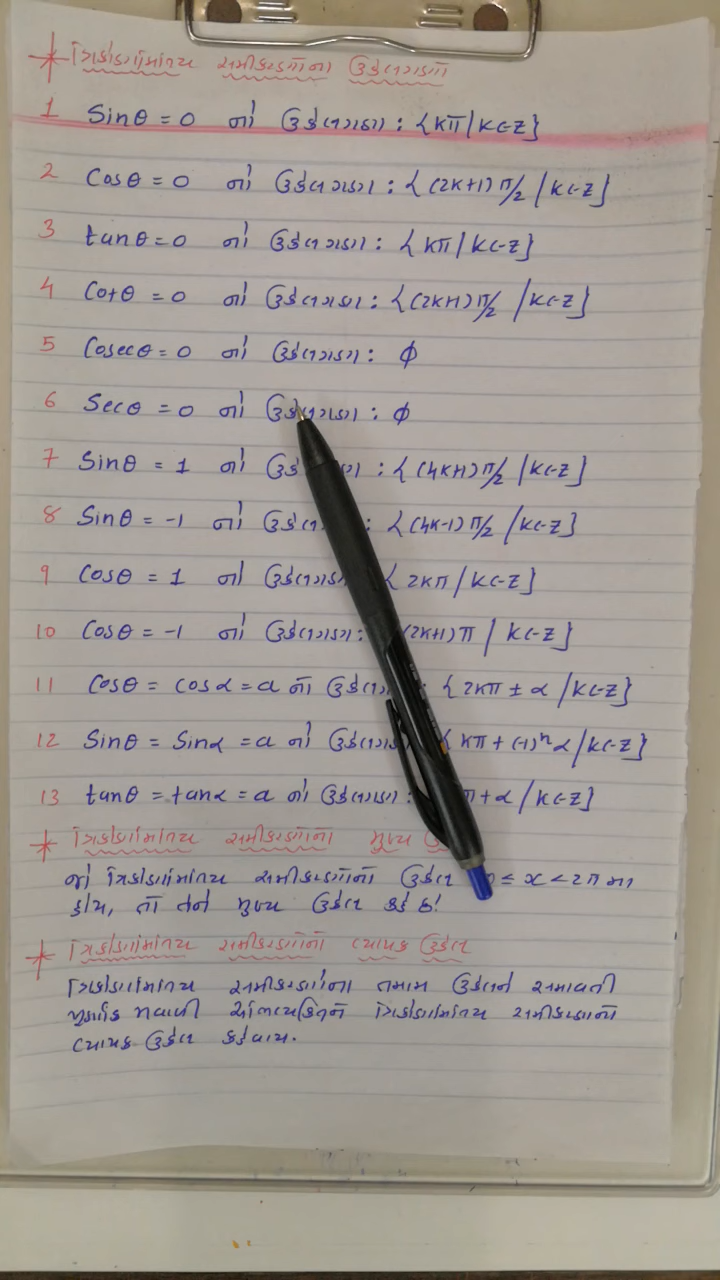 * ત્રિકોણમિતીય સમીકરણોના ઉકેલગણો
1 Sinθ = 0 નો ઉકેલગણ : {kπ/k∈Z}
2 Cosθ = 0 નો ઉકેલગણ : {(2k+1)π/2 /k∈Z}
3 tanθ = 0 નો ઉકેલગણ : {kπ/k∈Z}
4 Cotθ = 0 નો ઉકેલગણ : {(2k+1)π/2 /k∈Z}
5 Cosecθ = 0 નો ઉકેલગણ : ϕ
6 Secθ = 0 નો ઉકેલગણ : ϕ
7 Sinθ = 1 નો : {(4k+1)π/2 /k∈Z}
8 Sinθ = -1 નો : {(4k-1)π/2 /k∈Z}
9 Cosθ = 1 નો { 2kπ/k∈Z}
10 Cosθ = -1 નો ઉકેલગણ : (2k+1)π / k∈Z}
11 Cosθ = Cosα = a નો : {2kπ ± α /k∈Z}
12 Sinθ = Sinα = a નો { kπ + (-1)ⁿα/k∈Z}
13 tanθ = tanα = a નો ઉકેલગણ : π+α /k∈Z}
* ત્રિકોણમિતીય સમીકરણોનો મુખ્ય
જો ત્રિકોણમિતીય સમીકરણોનો ઉકેલ ≤ x < 2π માં
હોય, તો તેને મુખ્ય ઉકેલ કહે છે!
* ત્રિકોણમિતીય સમીકરણોનો વ્યાપક ઉકેલ
ત્રિકોણમિતીય સમીકરણોના તમામ ઉકેલને સમાવતી
મળતી અભિવ્યક્તિને ત્રિકોણમિતીય સમીકરણનો
વ્યાપક ઉકેલ કહેવાય.